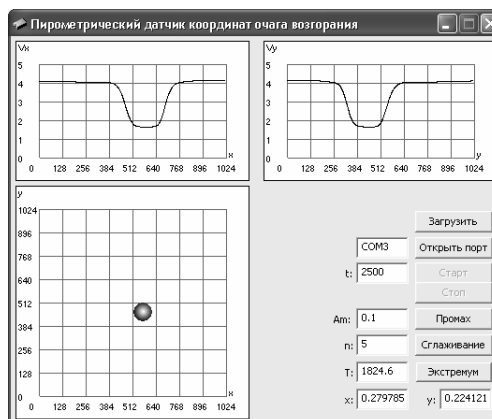 Пирометрический датчик координат очага возгорания
Vx
5
4
3
2
1
0
0 128 256 384 512 640 768 896 1024
x
Vy
5
4
3
2
1
0
0 128 256 384 512 640 768 896 1024
y
y
1024
896
768
640
512
384
256
128
0
0 128 256 384 512 640 768 896 1024
x
Загрузить
COM3 Открыть порт
t: 2500 Старт
Стоп
Am: 0.1 Промах
n: 5 Сглаживание
T: 1824.6 Экстремум
x: 0.279785 y: 0.224121